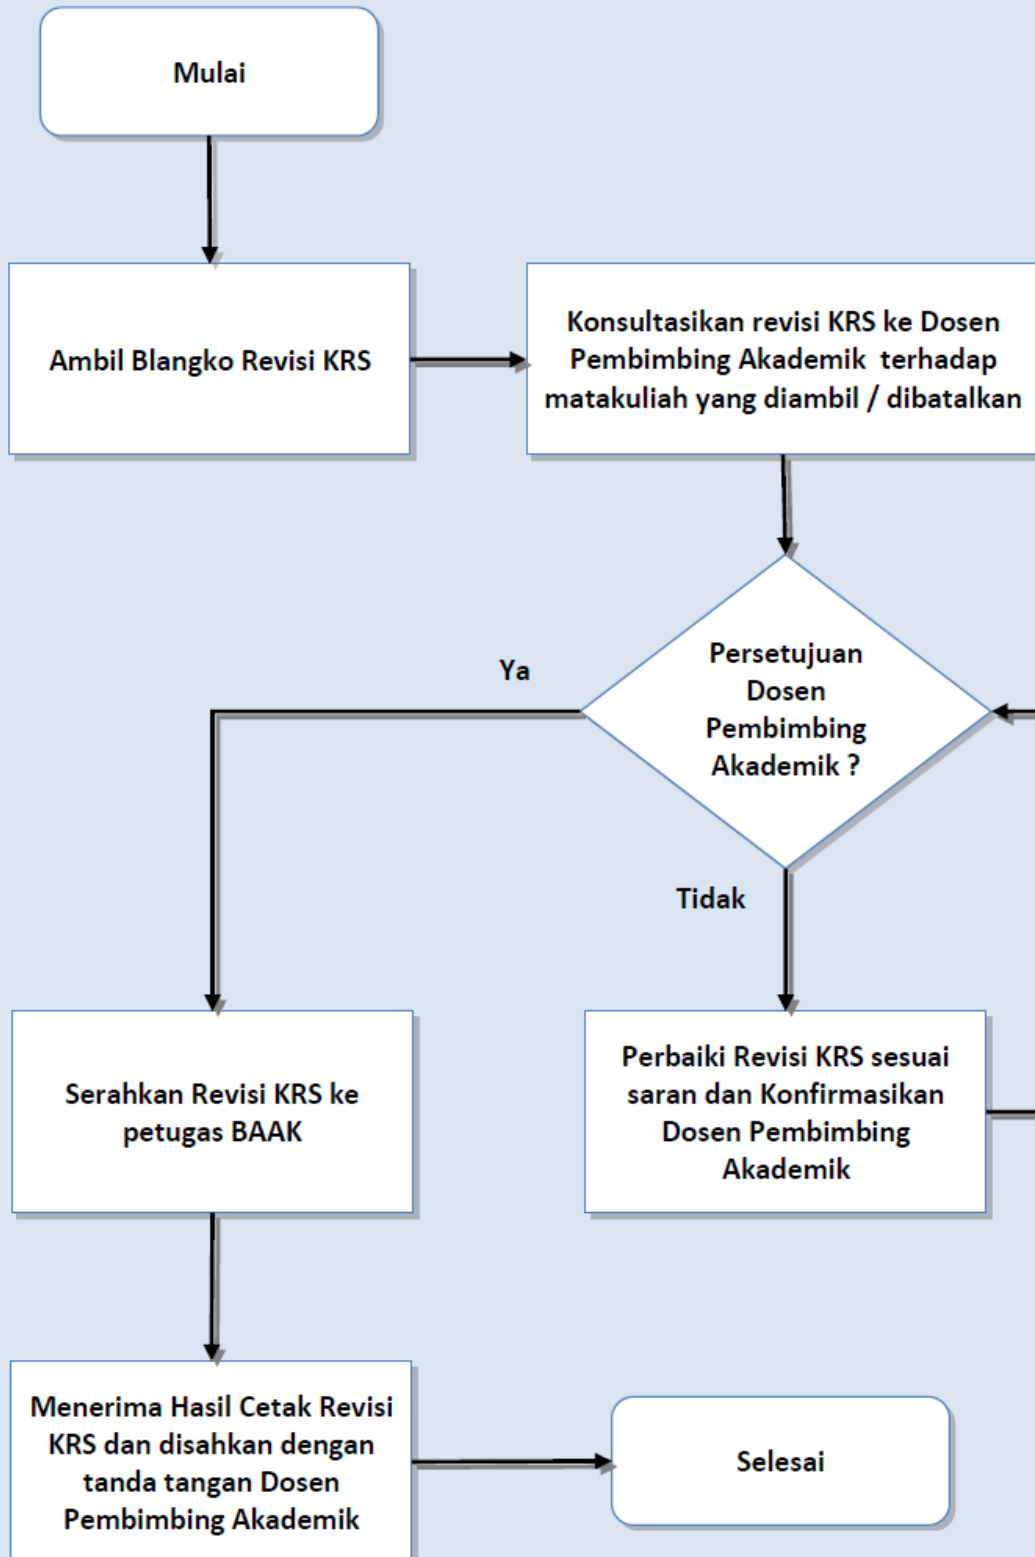 Mulai
Ambil Blangko Revisi KRS
Konsultasikan revisi KRS ke Dosen
Pembimbing Akademik  terhadap
matakuliah yang diambil / dibatalkan
Persetujuan
Dosen
Pembimbing
Akademik ?
Ya
Tidak
Serahkan Revisi KRS ke
petugas BAAK
Perbaiki Revisi KRS sesuai
saran dan Konfirmasikan
Dosen Pembimbing
Akademik
Menerima Hasil Cetak Revisi
KRS dan disahkan dengan
tanda tangan Dosen
Pembimbing Akademik
Selesai